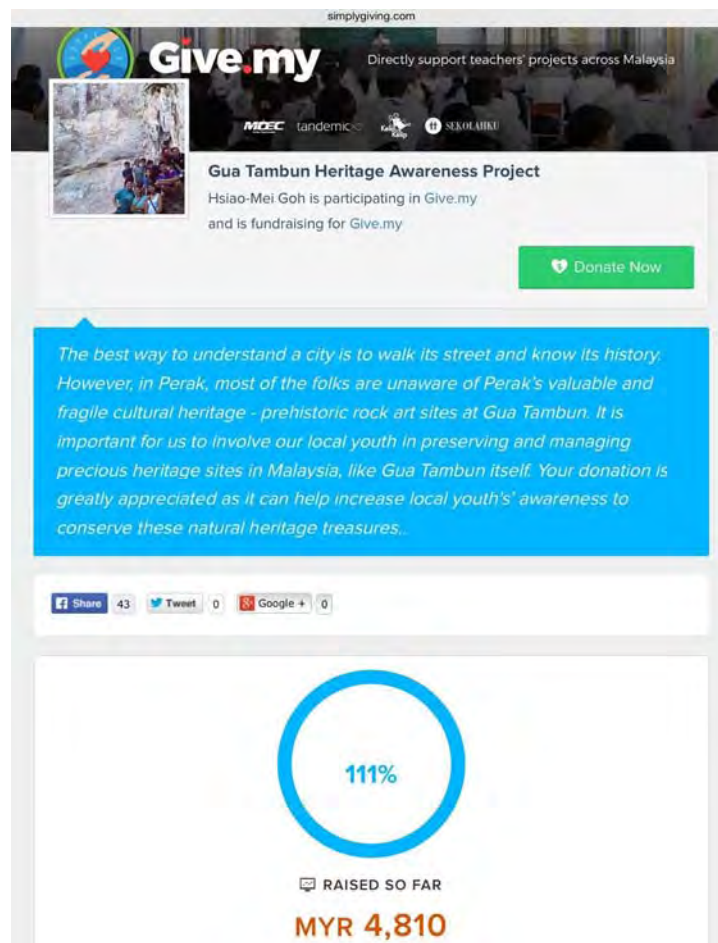 simplygiving.com
Give.my
Directly support teachers' projects across Malaysia
MCEC tandemic Kelip Kelip SEKOLAHKU
Gua Tambun Heritage Awareness Project
Hsiao-Mei Goh is participating in Give.my
and is fundraising for Give.my
Donate Now
The best way to understand a city is to walk its street and know its history.
However, in Perak, most of the folks are unaware of Perak's valuable and
fragile cultural heritage - prehistoric rock art sites at Gua Tambun. It is
important for us to involve our local youth in preserving and managing
precious heritage sites in Malaysia, like Gua Tambun itself. Your donation is
greatly appreciated as it can help increase local youth's' awareness to
conserve these natural heritage treasures..
Share 43 Tweet 0 Google + 0
111%
RAISED SO FAR
MYR 4,810